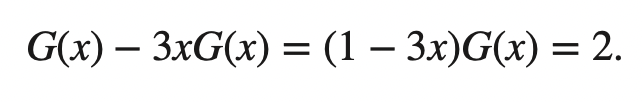 G(x) − 3xG(x) = (1 − 3x)G(x) = 2.